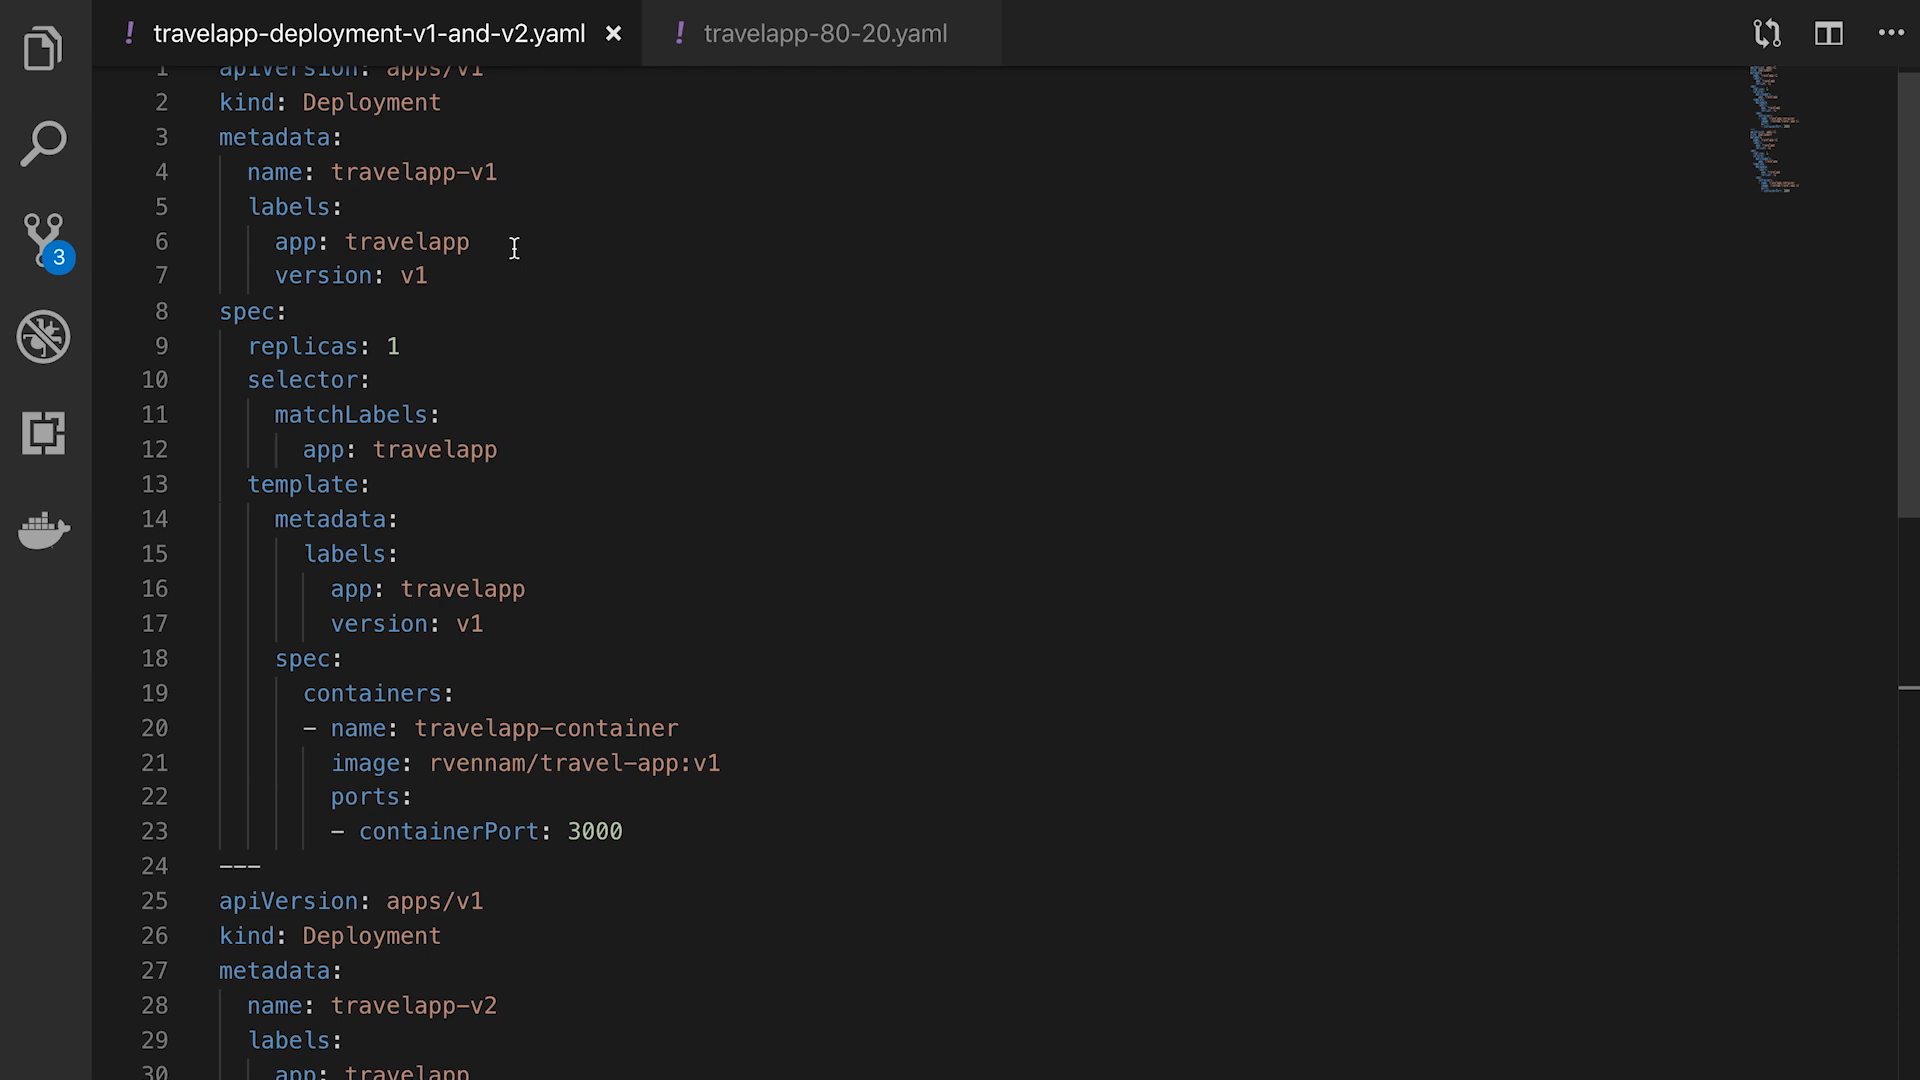 ! travelapp-deployment-v1-and-v2.yaml × ! travelapp-80-20.yaml
1 apiVersion: apps/v1
2 kind: Deployment
3 metadata:
4 name: travelapp-v1
5 labels:
6 app: travelapp
7 version: v1
8 spec:
9 replicas: 1
10 selector:
11 matchLabels:
12 app: travelapp
13 template:
14 metadata:
15 labels:
16 app: travelapp
17 version: v1
18 spec:
19 containers:
20 - name: travelapp-container
21 image: rvennam/travel-app:v1
22 ports:
23 - containerPort: 3000
24 ---
25 apiVersion: apps/v1
26 kind: Deployment
27 metadata:
28 name: travelapp-v2
29 labels:
30 app: travelapp
3